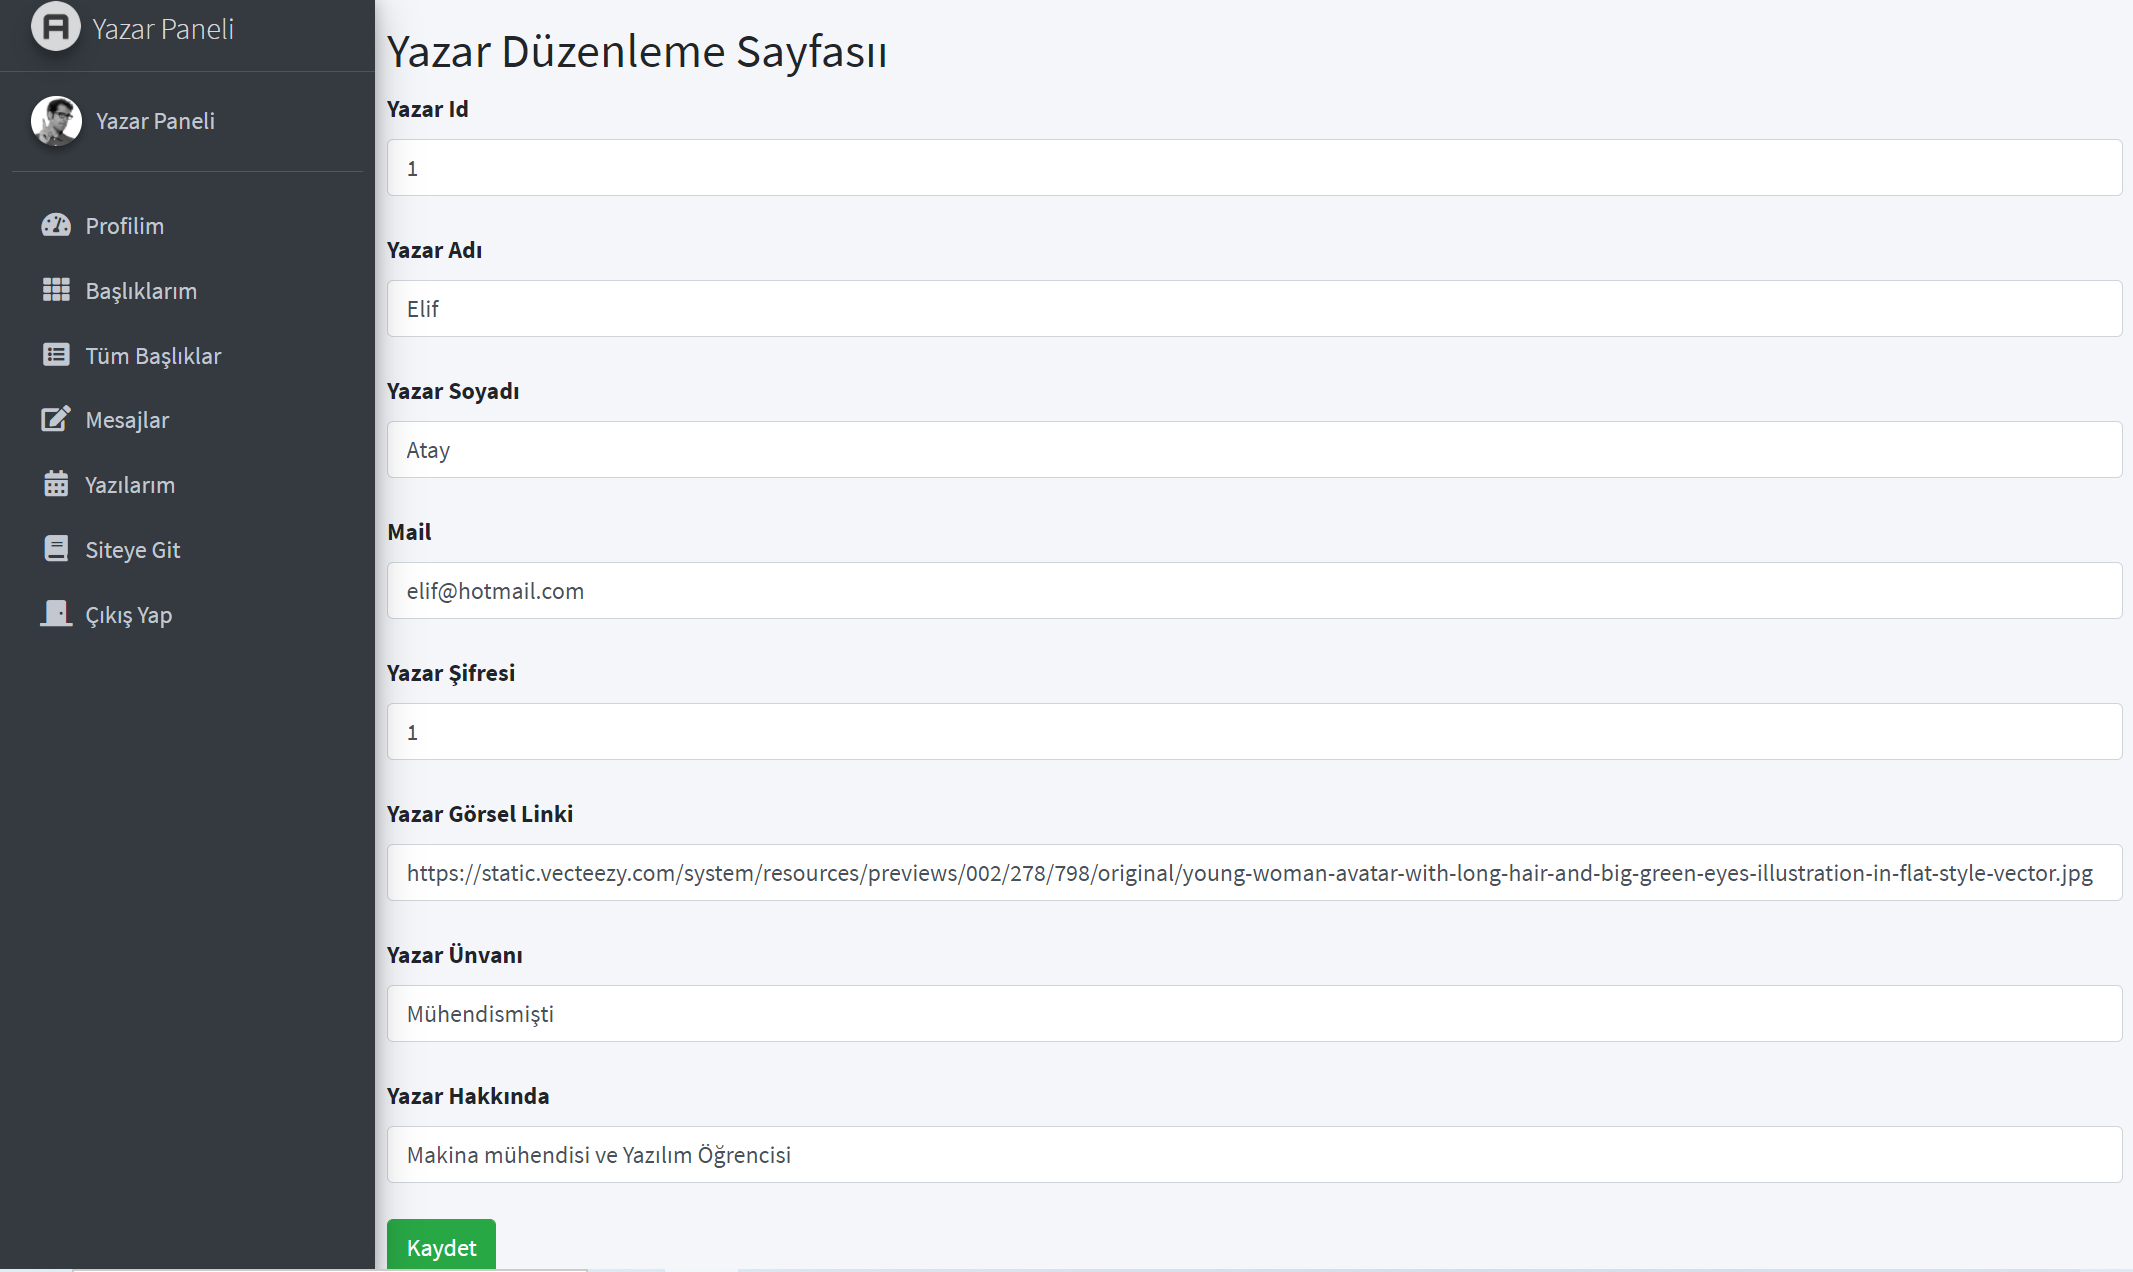 Yazar Paneli
Yazar Paneli
Profilim
Başlıklarım
Tüm Başlıklar
Mesajlar
Yazılarım
Siteye Git
Çıkış Yap
Yazar Düzenleme Sayfasıı
Yazar Id
1
Yazar Adı
Elif
Yazar Soyadı
Atay
Mail
elif@hotmail.com
Yazar Şifresi
1
Yazar Görsel Linki
https://static.vecteezy.com/system/resources/previews/002/278/798/original/young-woman-avatar-with-long-hair-and-big-green-eyes-illustration-in-flat-style-vector.jpg
Yazar Ünvanı
Mühendismişti
Yazar Hakkında
Makina mühendisi ve Yazılım Öğrencisi
Kaydet